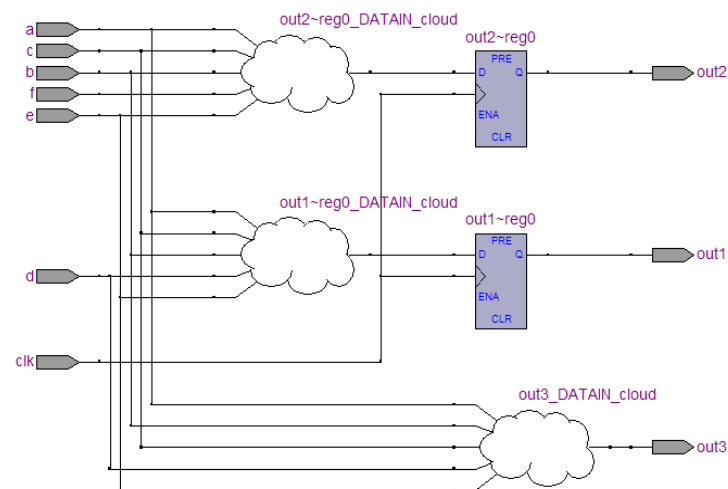 a
c
b
f
e
out2~reg0_DATAIN_cloud
out2~reg0
PRE
D
Q
ENA
CLR
out2
out1~reg0_DATAIN_cloud
out1~reg0
PRE
D
Q
ENA
CLR
out1
d
clk
out3_DATAIN_cloud
out3